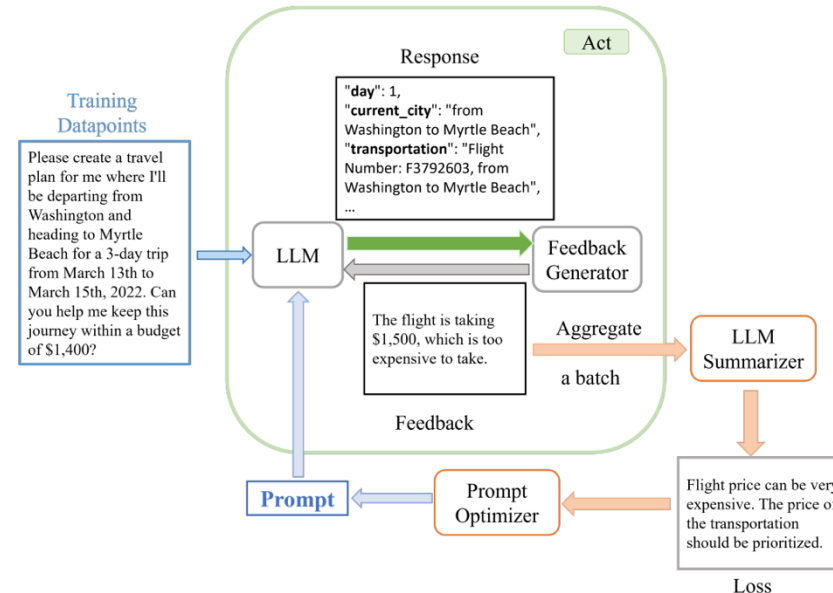 Act
Response
"day": 1,
"current_city": "from
Washington to Myrtle Beach",
"transportation": "Flight
Number: F3792603, from
Washington to Myrtle Beach",
...
Training
Datapoints
Please create a travel
plan for me where I'll
be departing from
Washington and
heading to Myrtle
Beach for a 3-day trip
from March 13th to
March 15th, 2022. Can
you help me keep this
journey within a budget
of $1,400?
LLM
Feedback
Generator
The flight is taking
$1,500, which is too
expensive to take.
Aggregate
a batch
LLM
Summarizer
Feedback
Prompt
Prompt
Optimizer
Flight price can be very
expensive. The price of
the transportation
should be prioritized.
Loss